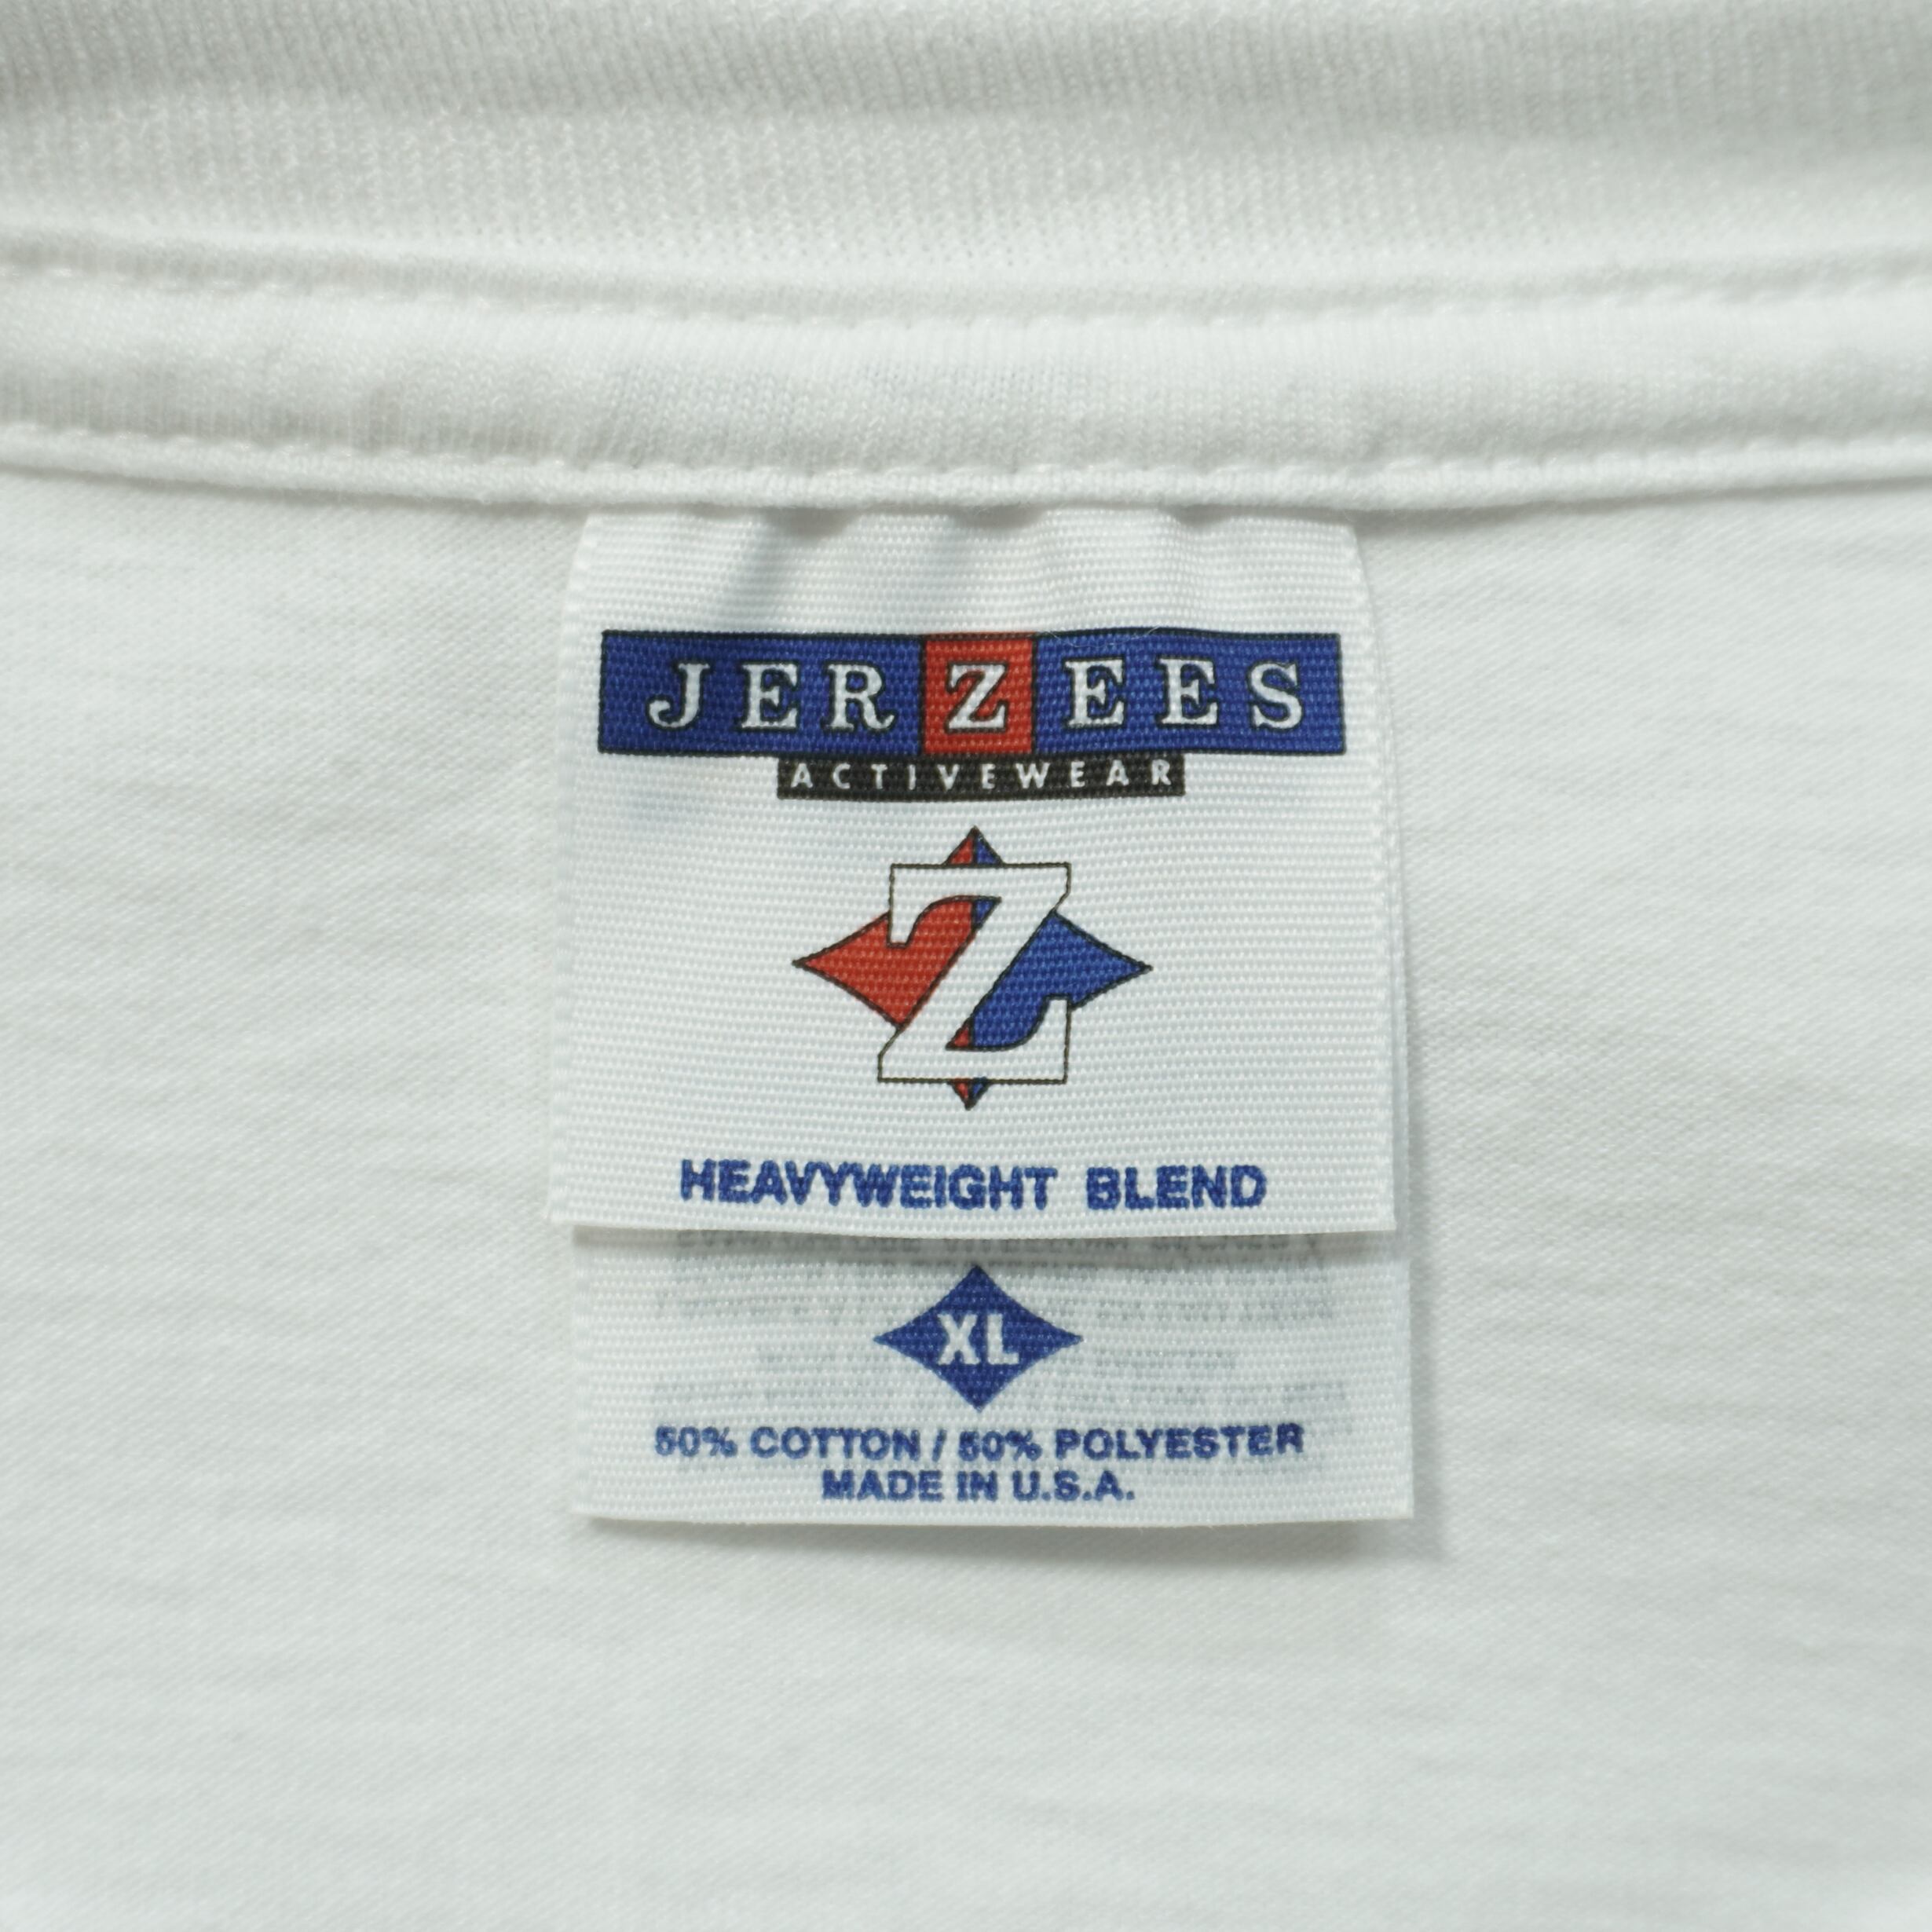 JERZEES
ACTIVEWEAR
Z
HEAVYWEIGHT BLEND
XL
50% COTTON / 50% POLYESTER
MADE IN U.S.A.